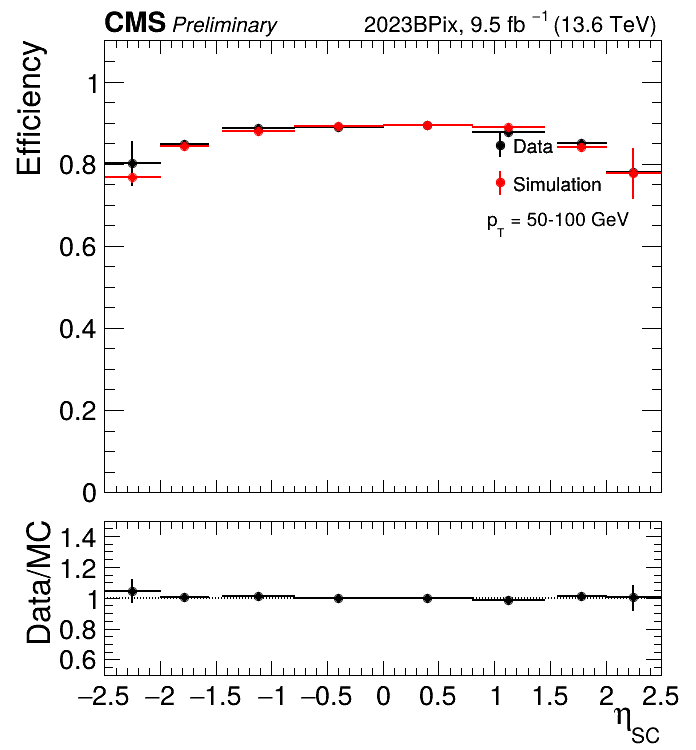 CMS Preliminary 2023BPix, 9.5 fb⁻¹ (13.6 TeV)
Efficiency
1
0.8
0.6
0.4
0.2
0
Data
Simulation
p_T = 50-100 GeV
Data/MC
1.4
1.2
1
0.8
0.6
−2.5 −2 −1.5 −1 −0.5 0 0.5 1 1.5 2 2.5
η_SC